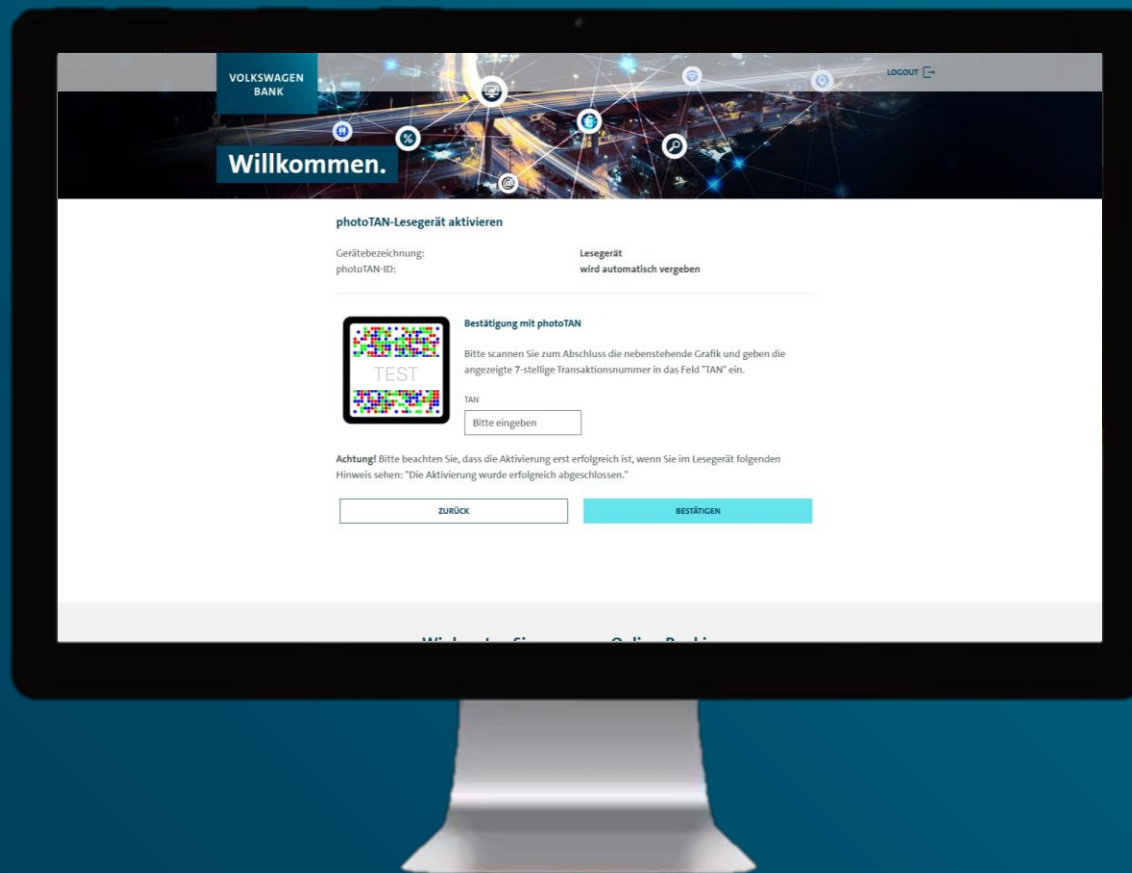 VOLKSWAGEN
BANK
LOGOUT
Willkommen.
photoTAN-Lesegerät aktivieren
Gerätebezeichnung: Lesegerät
photoTAN-ID: wird automatisch vergeben
Bestätigung mit photoTAN
Bitte scannen Sie zum Abschluss die nebenstehende Grafik und geben die
angezeigte 7-stellige Transaktionsnummer in das Feld "TAN" ein.
TEST
TAN
Bitte eingeben
Achtung! Bitte beachten Sie, dass die Aktivierung erst erfolgreich ist, wenn Sie im Lesegerät folgenden
Hinweis sehen: "Die Aktivierung wurde erfolgreich abgeschlossen."
ZURÜCK
BESTÄTIGEN